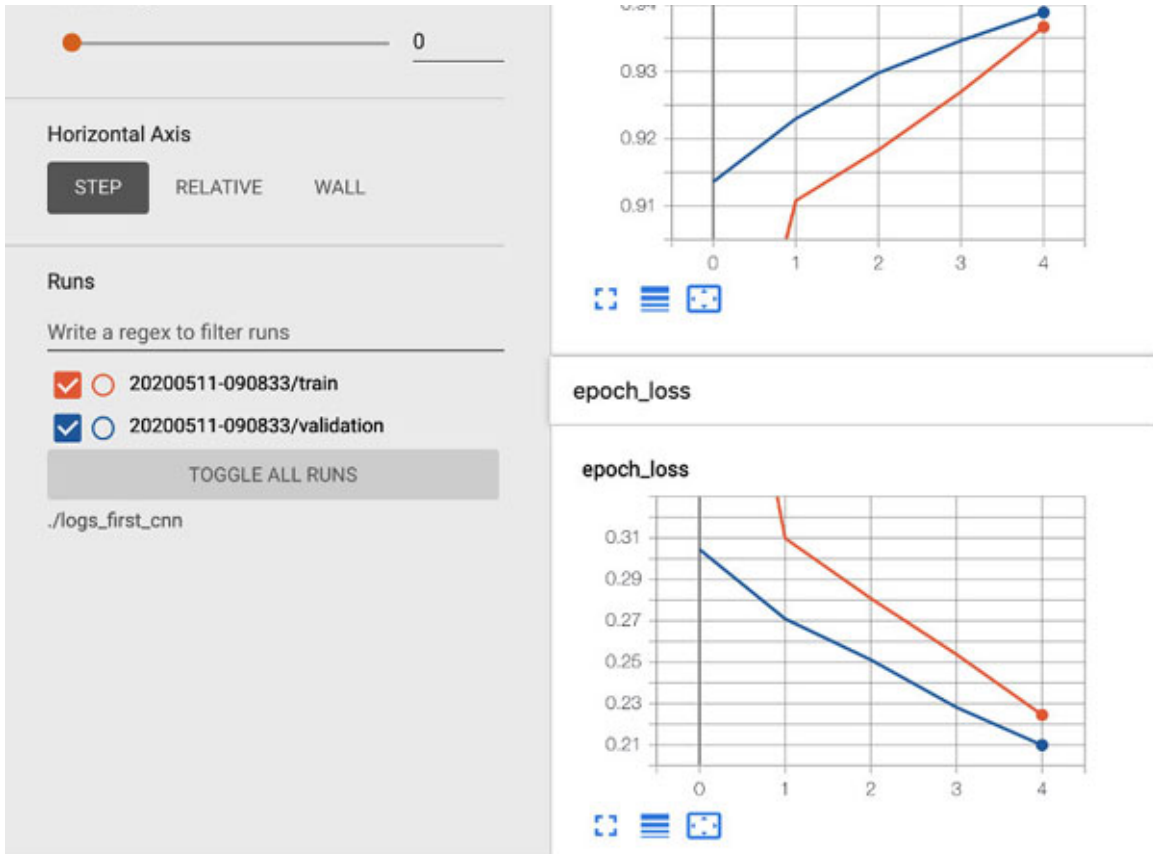 0
Horizontal Axis
STEP RELATIVE WALL
Runs
Write a regex to filter runs
20200511-090833/train
20200511-090833/validation
TOGGLE ALL RUNS
./logs_first_cnn
0.94
0.93
0.92
0.91
0 1 2 3 4
epoch_loss
epoch_loss
0.31
0.29
0.27
0.25
0.23
0.21
0 1 2 3 4